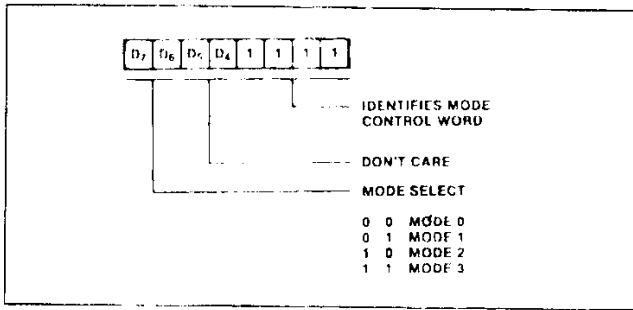 D7 D6 D5 D4 1 1 1 1
IDENTIFIES MODE
CONTROL WORD
DON'T CARE
MODE SELECT
0 0 MODE 0
0 1 MODE 1
1 0 MODE 2
1 1 MODE 3